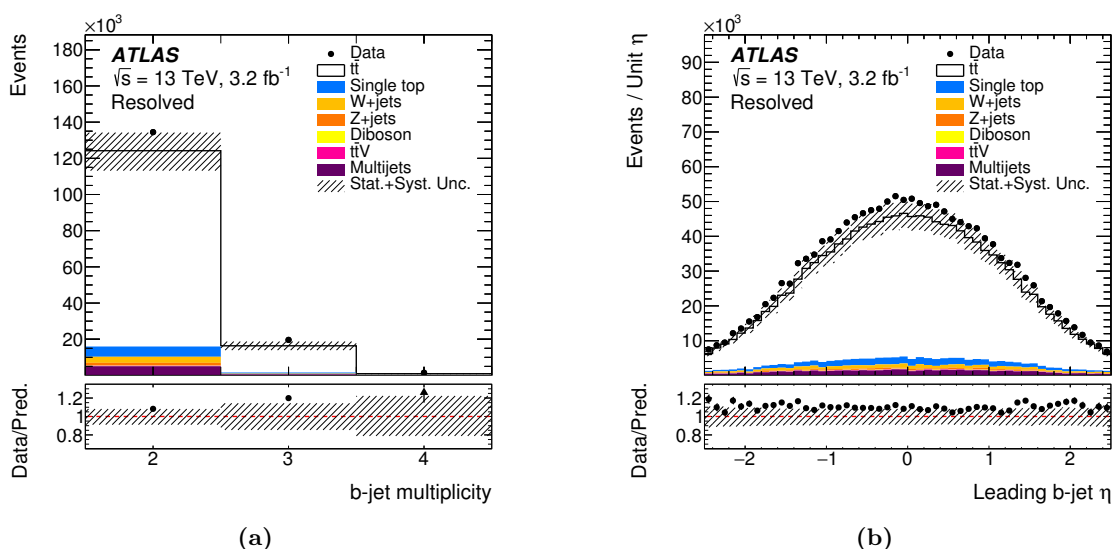 ×10³
Events
180
160
140
120
100
80
60
40
20
ATLAS
√s = 13 TeV, 3.2 fb⁻¹
Resolved
Data
tt̄
Single top
W+jets
Z+jets
Diboson
tt̄V
Multijets
Stat.+Syst. Unc.
Data/Pred.
1.2
1
0.8
2 3 4
b-jet multiplicity
(a)
×10³
Events / Unit η
90
80
70
60
50
40
30
20
10
ATLAS
√s = 13 TeV, 3.2 fb⁻¹
Resolved
Data
tt̄
Single top
W+jets
Z+jets
Diboson
tt̄V
Multijets
Stat.+Syst. Unc.
Data/Pred.
1.2
1
0.8
−2 −1 0 1 2
Leading b-jet η
(b)